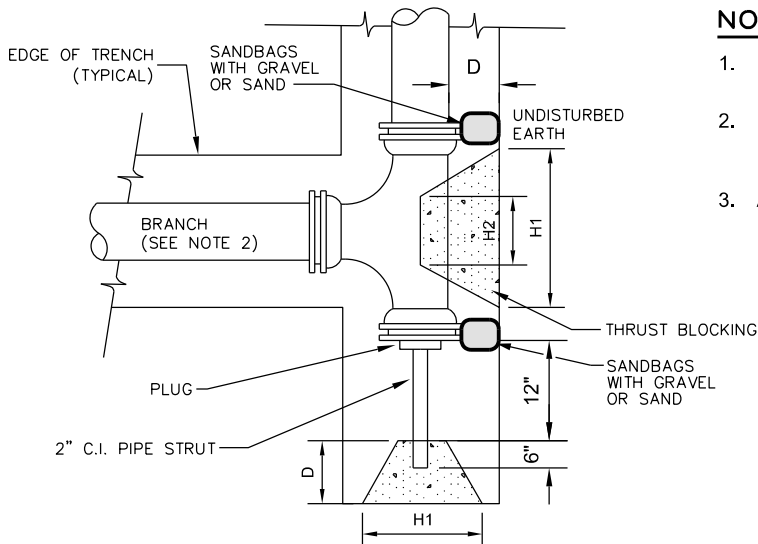 NO
EDGE OF TRENCH
(TYPICAL)
SANDBAGS
WITH GRAVEL
OR SAND
D
1.
UNDISTURBED
EARTH
2.
3.
BRANCH
(SEE NOTE 2)
H2
H1
THRUST BLOCKING
PLUG
12"
SANDBAGS
WITH GRAVEL
OR SAND
2" C.I. PIPE STRUT
6"
D
H1